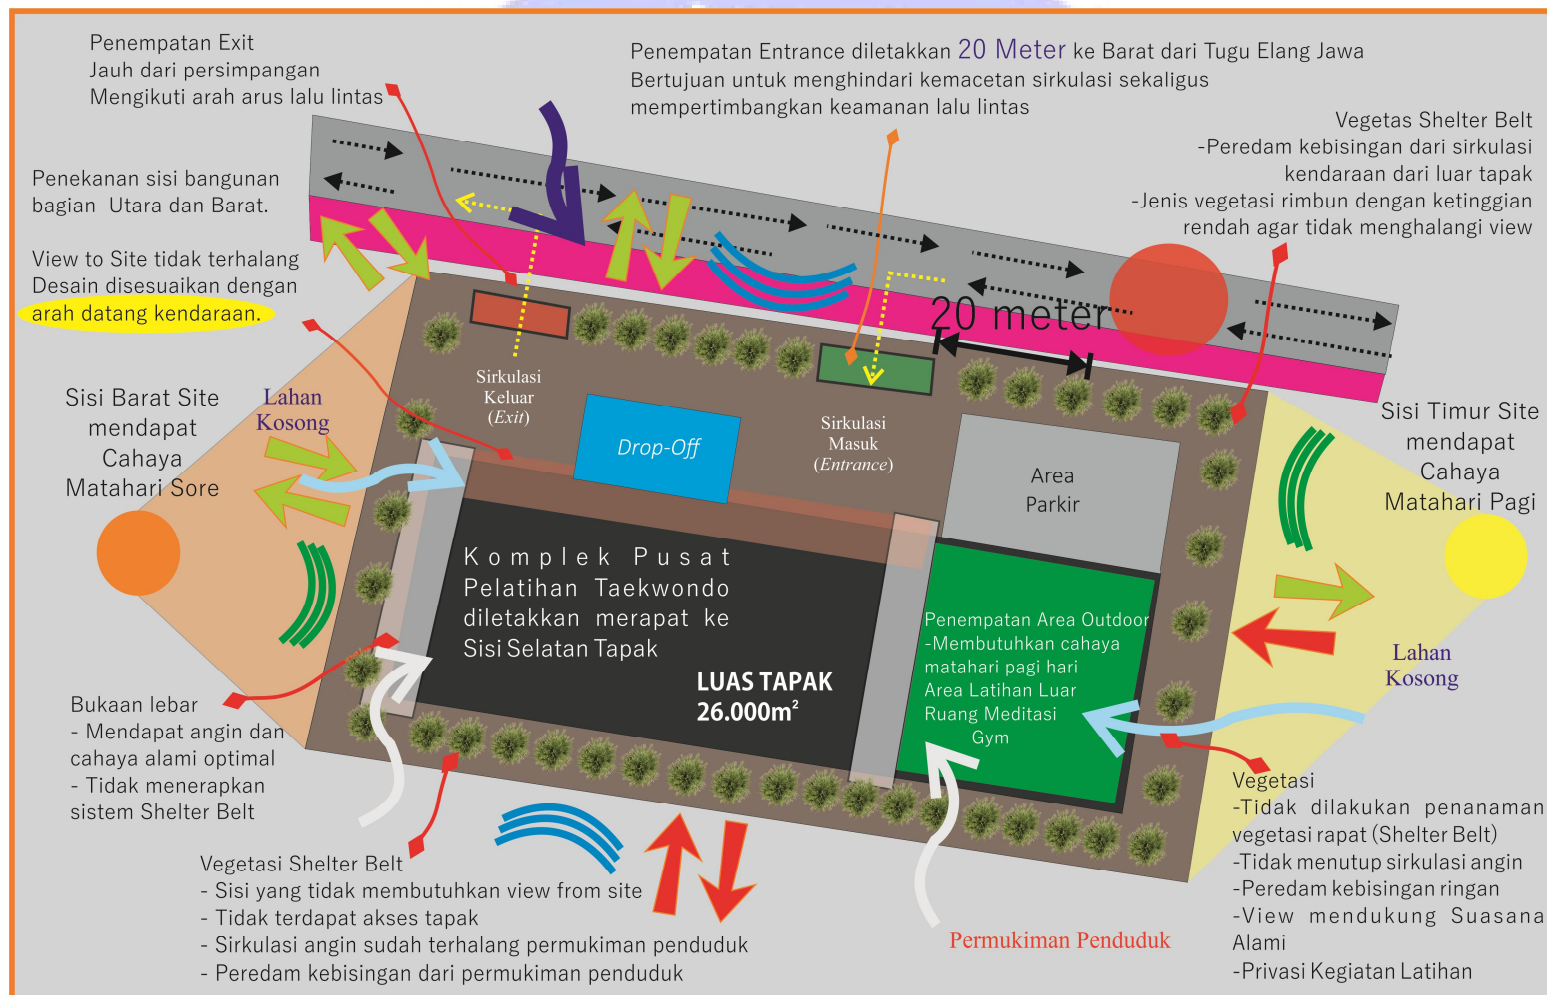 Penempatan Exit
Jauh dari persimpangan
Mengikuti arah arus lalu lintas
Penempatan Entrance diletakkan 20 Meter ke Barat dari Tugu Elang Jawa
Bertujuan untuk menghindari kemacetan sirkulasi sekaligus
mempertimbangkan keamanan lalu lintas
Vegetas Shelter Belt
-Peredam kebisingan dari sirkulasi
kendaraan dari luar tapak
-Jenis vegetasi rimbun dengan ketinggian
rendah agar tidak menghalangi view
Penekanan sisi bangunan
bagian Utara dan Barat.
View to Site tidak terhalang
Desain disesuaikan dengan
arah datang kendaraan.
20 meter
Sirkulasi
Keluar
(Exit)
Drop-Off
Sirkulasi
Masuk
(Entrance)
Area
Parkir
Sisi Barat Site
mendapat
Cahaya
Matahari Sore
Lahan
Kosong
Sisi Timur Site
mendapat
Cahaya
Matahari Pagi
Komplek Pusat
Pelatihan Taekwondo
diletakkan merapat ke
Sisi Selatan Tapak
LUAS TAPAK
26.000m²
Penempatan Area Outdoor
-Membutuhkan cahaya
matahari pagi hari
Area Latihan Luar
Ruang Meditasi
Gym
Lahan
Kosong
Bukaan lebar
- Mendapat angin dan
cahaya alami optimal
- Tidak menerapkan
sistem Shelter Belt
Vegetasi Shelter Belt
- Sisi yang tidak membutuhkan view from site
- Tidak terdapat akses tapak
- Sirkulasi angin sudah terhalang permukiman penduduk
- Peredam kebisingan dari permukiman penduduk
Permukiman Penduduk
Vegetasi
-Tidak dilakukan penanaman
vegetasi rapat (Shelter Belt)
-Tidak menutup sirkulasi angin
-Peredam kebisingan ringan
-View mendukung Suasana
Alami
-Privasi Kegiatan Latihan